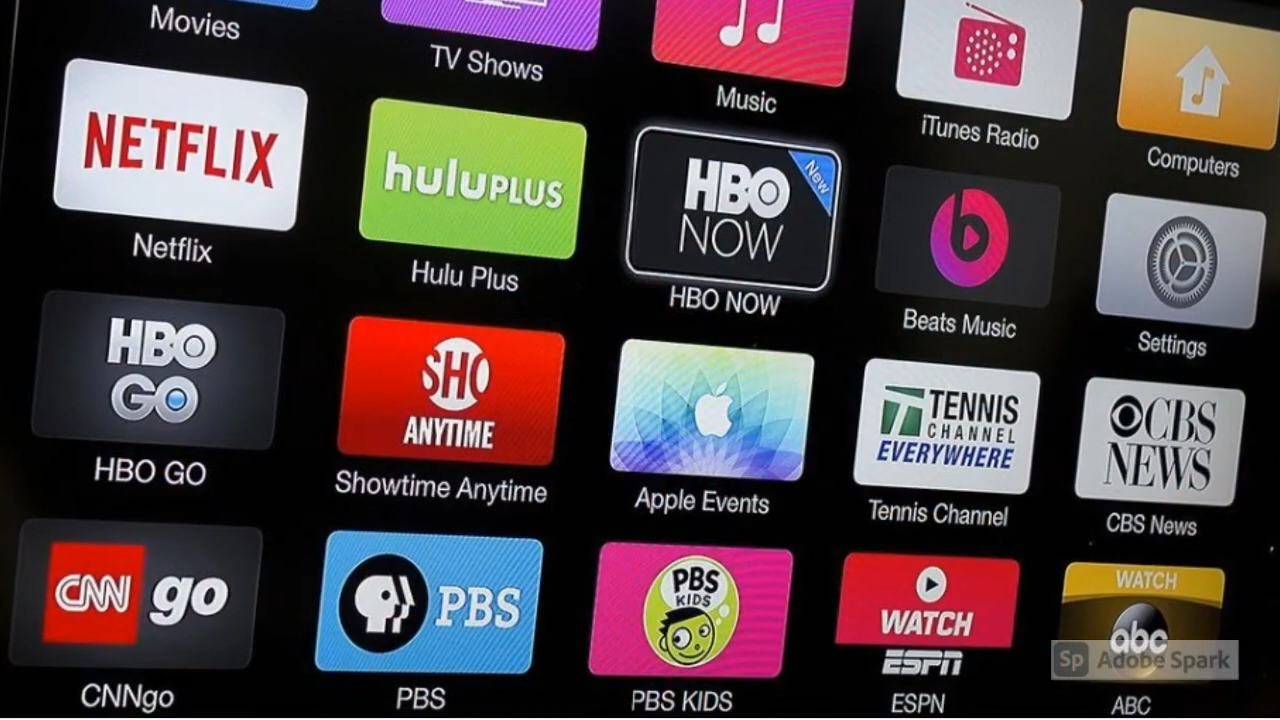 Movies
TV Shows
Music
iTunes Radio
Computers
NETFLIX
Netflix
huluPLUS
Hulu Plus
HBO
NOW
New
HBO NOW
b
Beats Music
Settings
HBO
GO
HBO GO
SHO
ANYTIME
Showtime Anytime
Apple Events
T TENNIS
CHANNEL
EVERYWHERE
Tennis Channel
CBS
NEWS
CBS News
CNN go
CNNgo
PBS
PBS
PBS
KIDS
PBS KIDS
WATCH
ESPN
ESPN
WATCH
abc
ABC
Sp Adobe Spark